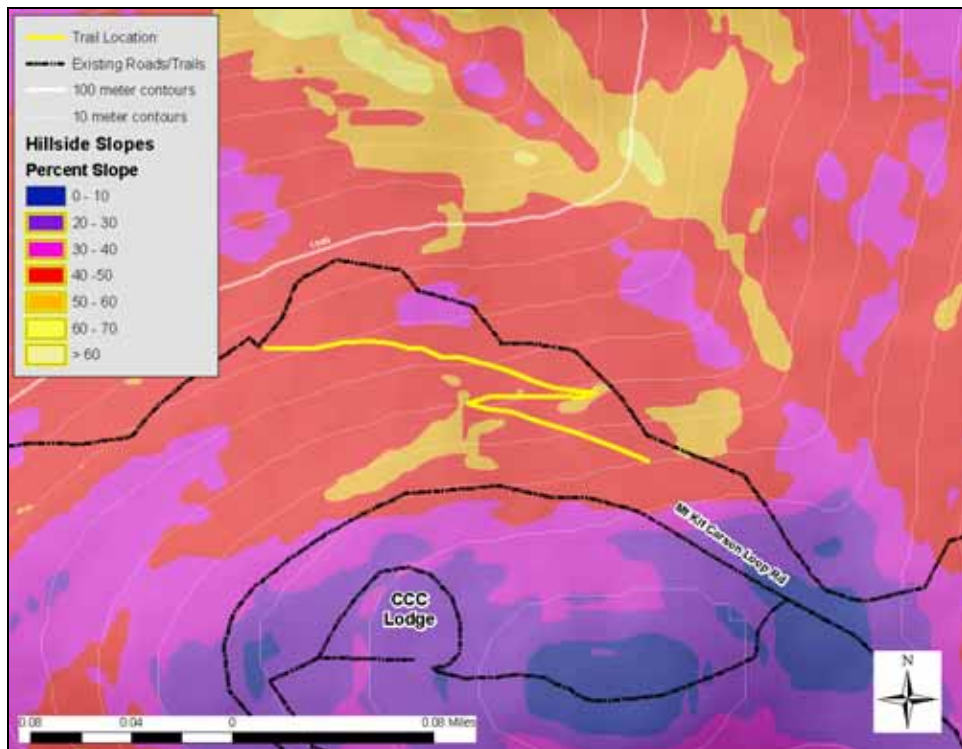 Trail Location
Existing Roads/Trails
100 meter contours
10 meter contours
Hillside Slopes
Percent Slope
0 - 10
20 - 30
30 - 40
40 -50
50 - 60
60 - 70
> 60
Mt Kit Carson Loop Rd
CCC
Lodge
N
0.08 0.04 0 0.08 Miles